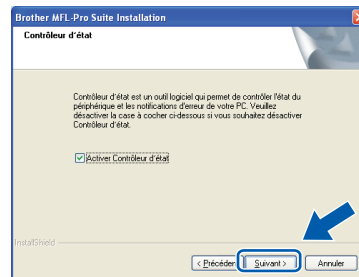 Brother MFL-Pro Suite Installation
Contrôleur d'état
Contrôleur d'état est un outil logiciel qui permet de contrôler l'état du
périphérique et les notifications d'erreur de votre PC. Veuillez
désactiver la case à cocher ci-dessous si vous souhaitez désactiver
Contrôleur d'état.
Activer Contrôleur d'état
InstallShield
< Précéden
Suivant >
Annuler